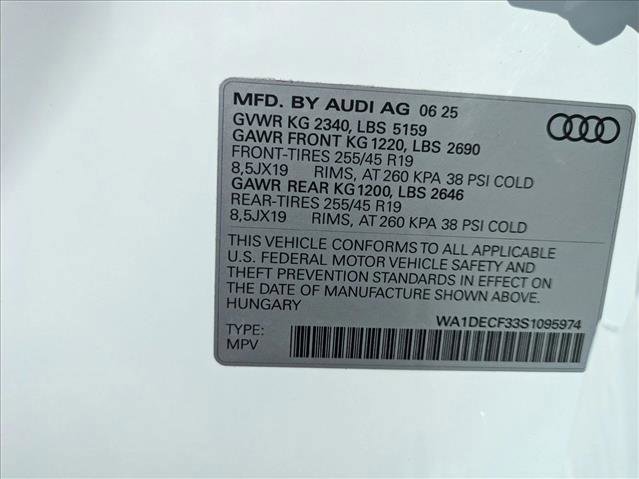 MFD. BY AUDI AG 06 25
GVWR KG 2340, LBS 5159
GAWR FRONT KG 1220, LBS 2690
FRONT-TIRES 255/45 R19
8,5JX19 RIMS, AT 260 KPA 38 PSI COLD
GAWR REAR KG 1200, LBS 2646
REAR-TIRES 255/45 R19
8,5JX19 RIMS, AT 260 KPA 38 PSI COLD
THIS VEHICLE CONFORMS TO ALL APPLICABLE
U.S. FEDERAL MOTOR VEHICLE SAFETY AND
THEFT PREVENTION STANDARDS IN EFFECT ON
THE DATE OF MANUFACTURE SHOWN ABOVE.
HUNGARY
WA1DECF33S1095974
TYPE:
MPV